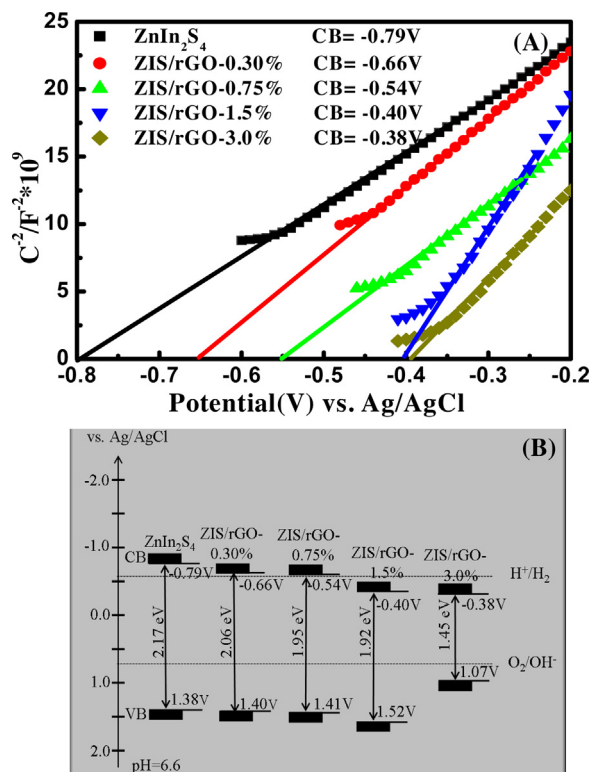 (A)
ZnIn2S4 CB= -0.79V
ZIS/rGO-0.30% CB= -0.66V
ZIS/rGO-0.75% CB= -0.54V
ZIS/rGO-1.5% CB= -0.40V
ZIS/rGO-3.0% CB= -0.38V
25
20
15
10
5
0
C^-2/F^-2*10^9
-0.8 -0.7 -0.6 -0.5 -0.4 -0.3 -0.2
Potential(V) vs. Ag/AgCl
vs. Ag/AgCl
(B)
-2.0
-1.0
0.0
1.0
2.0
CB
VB
ZnIn2S4
-0.79V
2.17 eV
1.38V
ZIS/rGO-
0.30%
-0.66V
2.06 eV
1.40V
ZIS/rGO-
0.75%
-0.54V
1.95 eV
1.41V
ZIS/rGO-
1.5%
-0.40V
1.92 eV
1.52V
ZIS/rGO-
3.0%
-0.38V
1.45 eV
1.07V
H+/H2
O2/OH-
pH=6.6